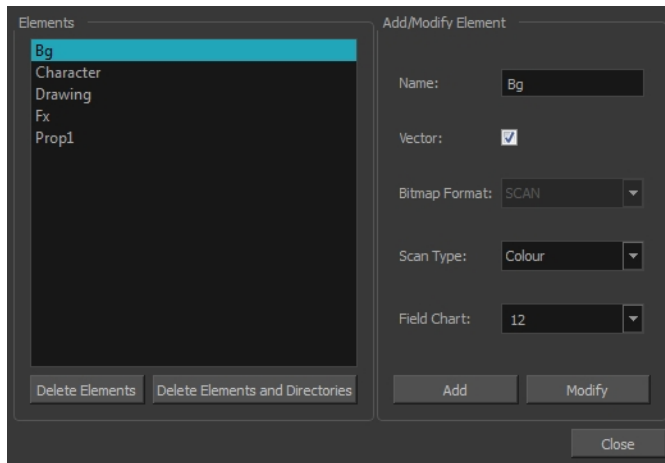 Elements
Bg
Character
Drawing
Fx
Prop1
Delete Elements
Delete Elements and Directories
Add/Modify Element
Name:
Bg
Vector:
Bitmap Format:
SCAN
Scan Type:
Colour
Field Chart:
12
Add
Modify
Close